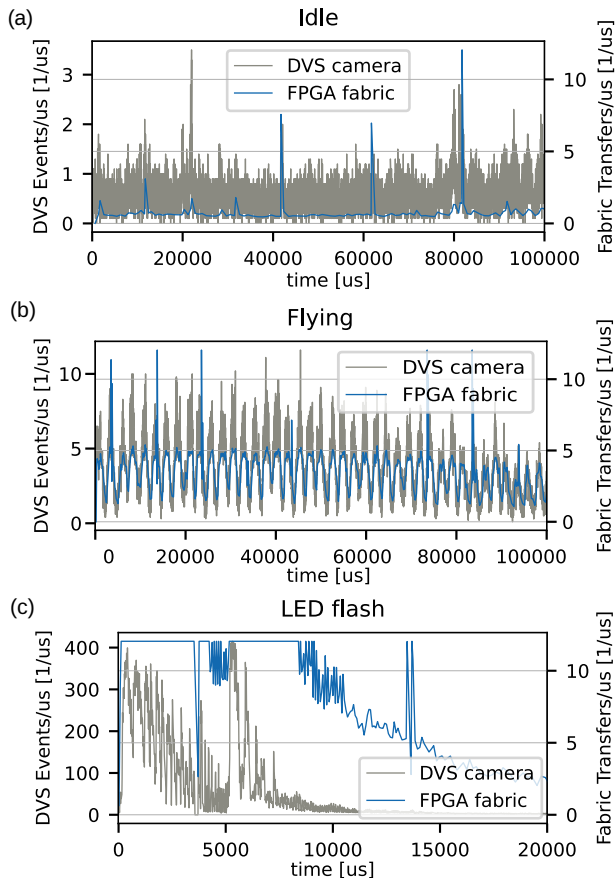 (a)
Idle
DVS Events/us [1/us]
3
2
1
0
DVS camera
FPGA fabric
10
5
0
Fabric Transfers/us [1/us]
0 20000 40000 60000 80000 100000
time [us]
(b)
Flying
DVS Events/us [1/us]
10
5
0
DVS camera
FPGA fabric
10
5
0
Fabric Transfers/us [1/us]
0 20000 40000 60000 80000 100000
time [us]
(c)
LED flash
DVS Events/us [1/us]
400
300
200
100
0
DVS camera
FPGA fabric
10
5
0
Fabric Transfers/us [1/us]
0 5000 10000 15000 20000
time [us]